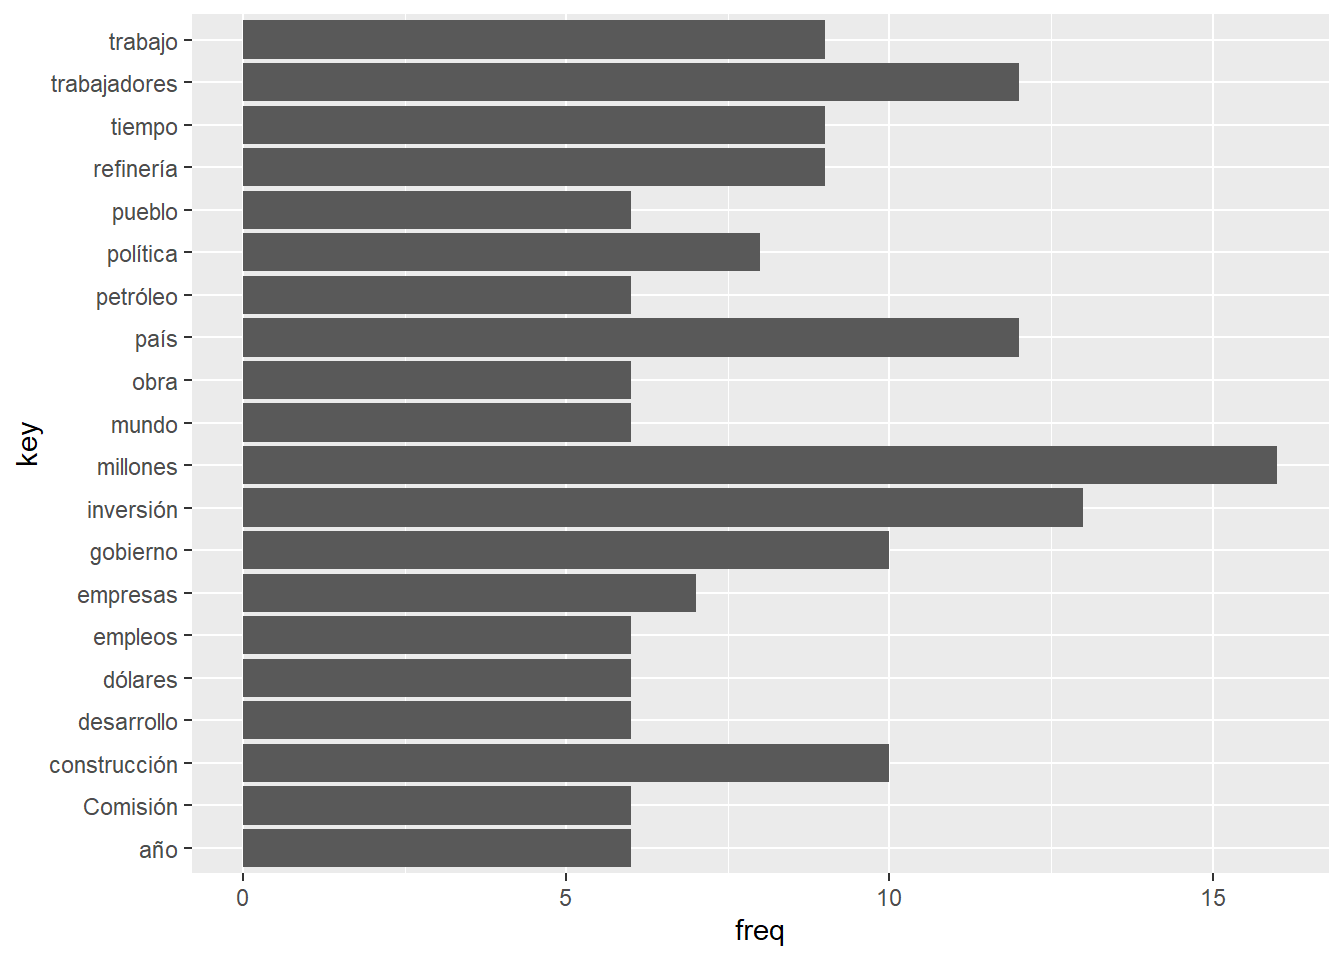 trabajo
trabajadores
tiempo
refinería
pueblo
política
petróleo
país
obra
mundo
millones
inversión
gobierno
empresas
empleos
dólares
desarrollo
construcción
Comisión
año
key
0 5 10 15
freq